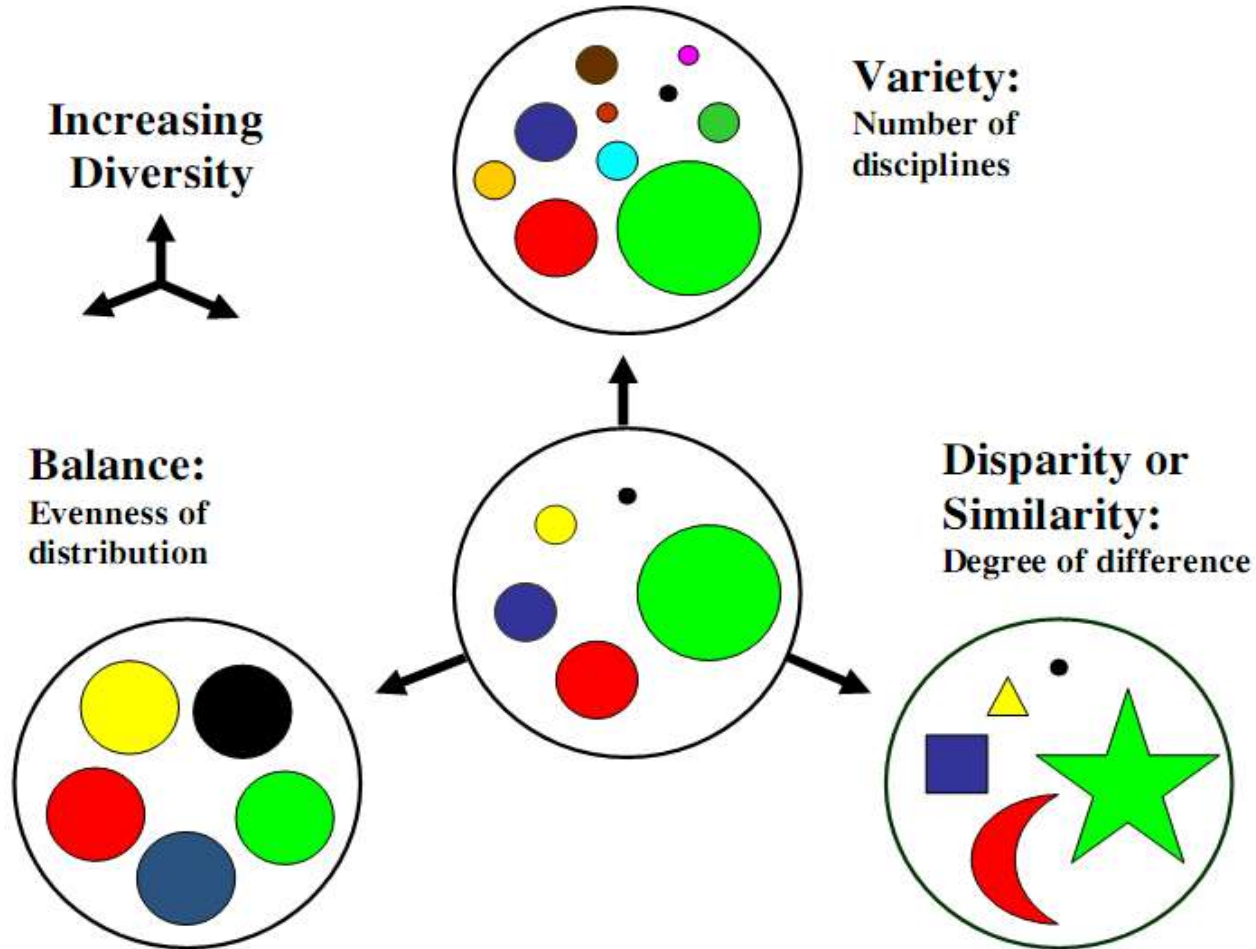 Increasing
Diversity
Variety:
Number of
disciplines
Balance:
Evenness of
distribution
Disparity or
Similarity:
Degree of difference